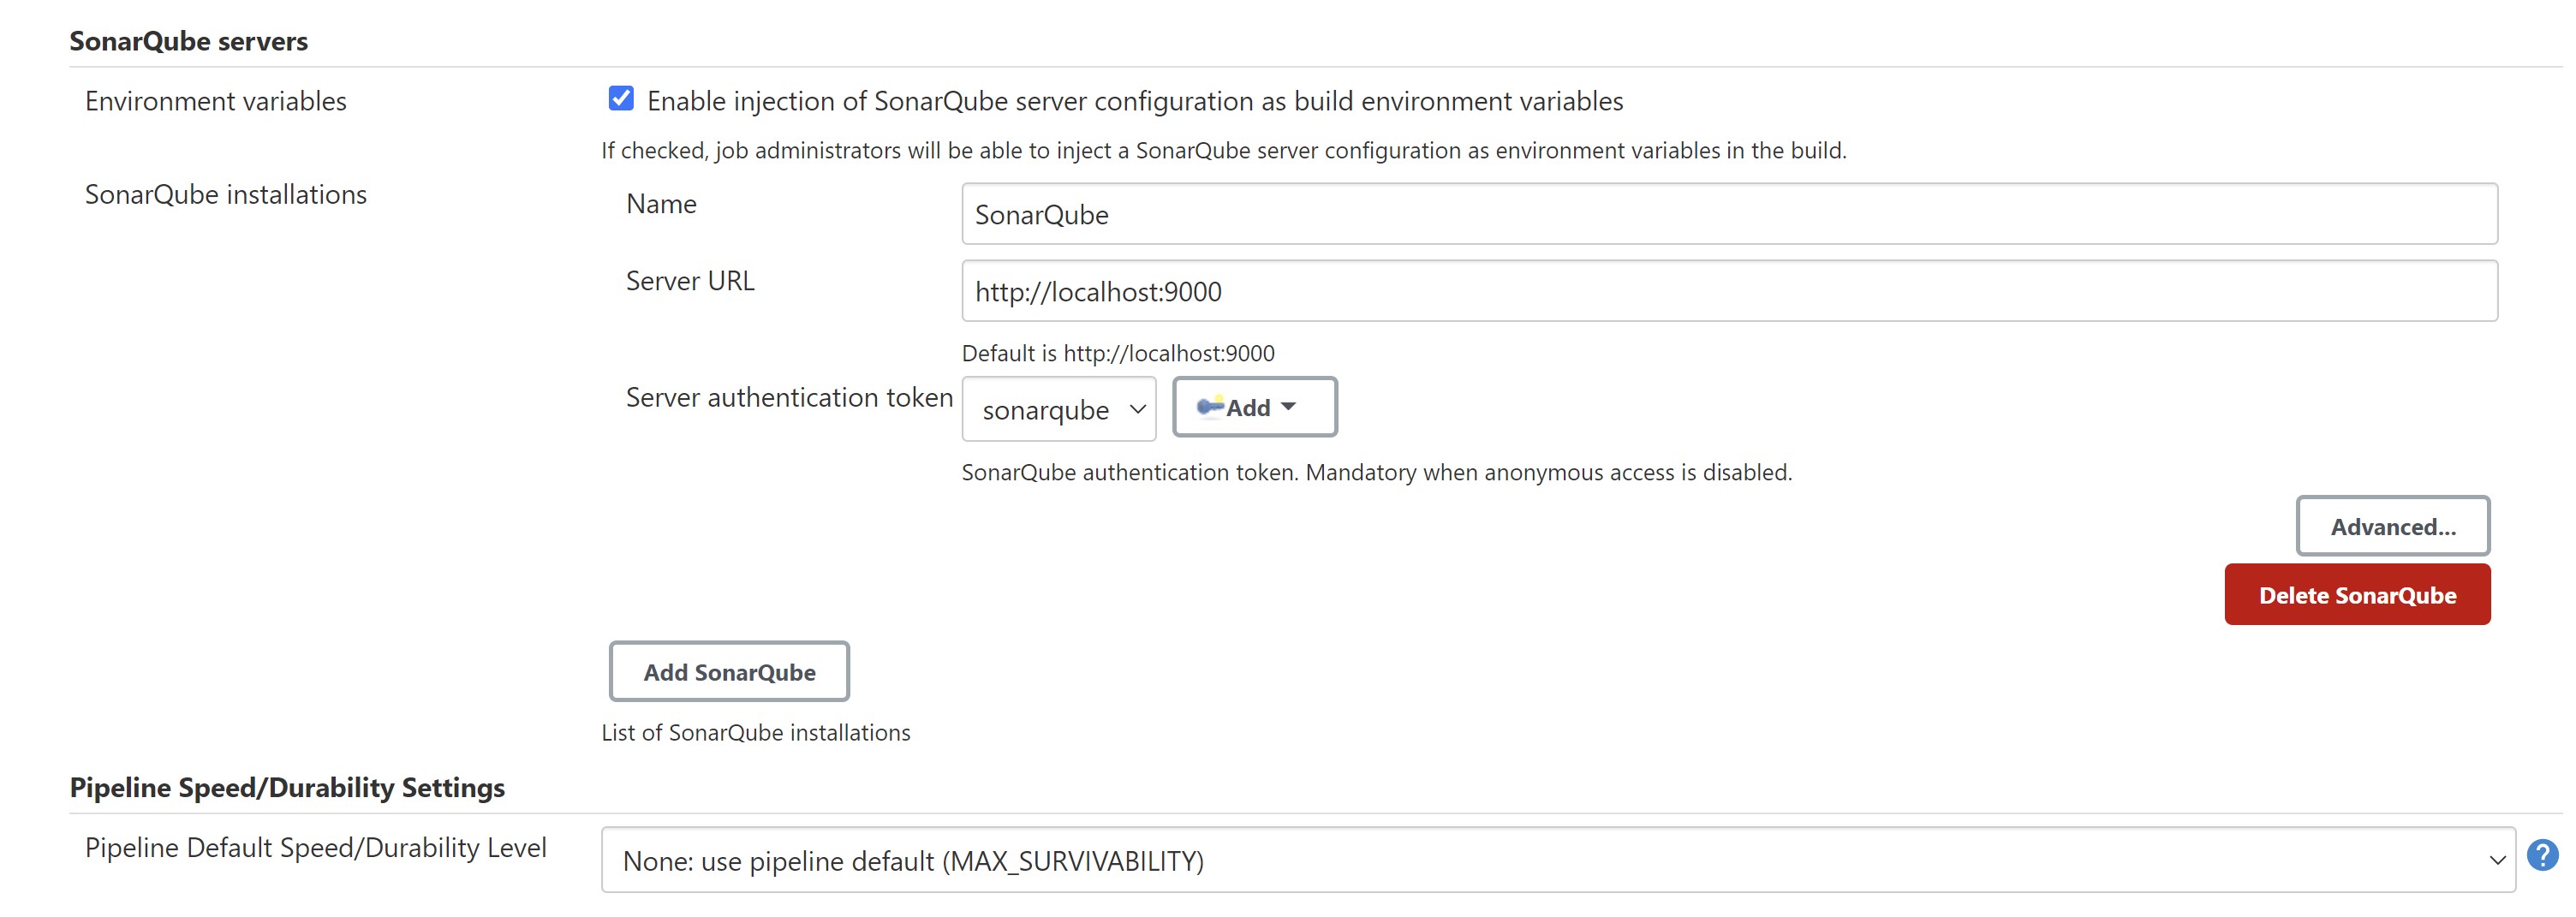 SonarQube servers
Environment variables
Enable injection of SonarQube server configuration as build environment variables
If checked, job administrators will be able to inject a SonarQube server configuration as environment variables in the build.
SonarQube installations
Name
SonarQube
Server URL
http://localhost:9000
Default is http://localhost:9000
Server authentication token
sonarqube
Add
SonarQube authentication token. Mandatory when anonymous access is disabled.
Advanced...
Delete SonarQube
Add SonarQube
List of SonarQube installations
Pipeline Speed/Durability Settings
Pipeline Default Speed/Durability Level
None: use pipeline default (MAX_SURVIVABILITY)
?